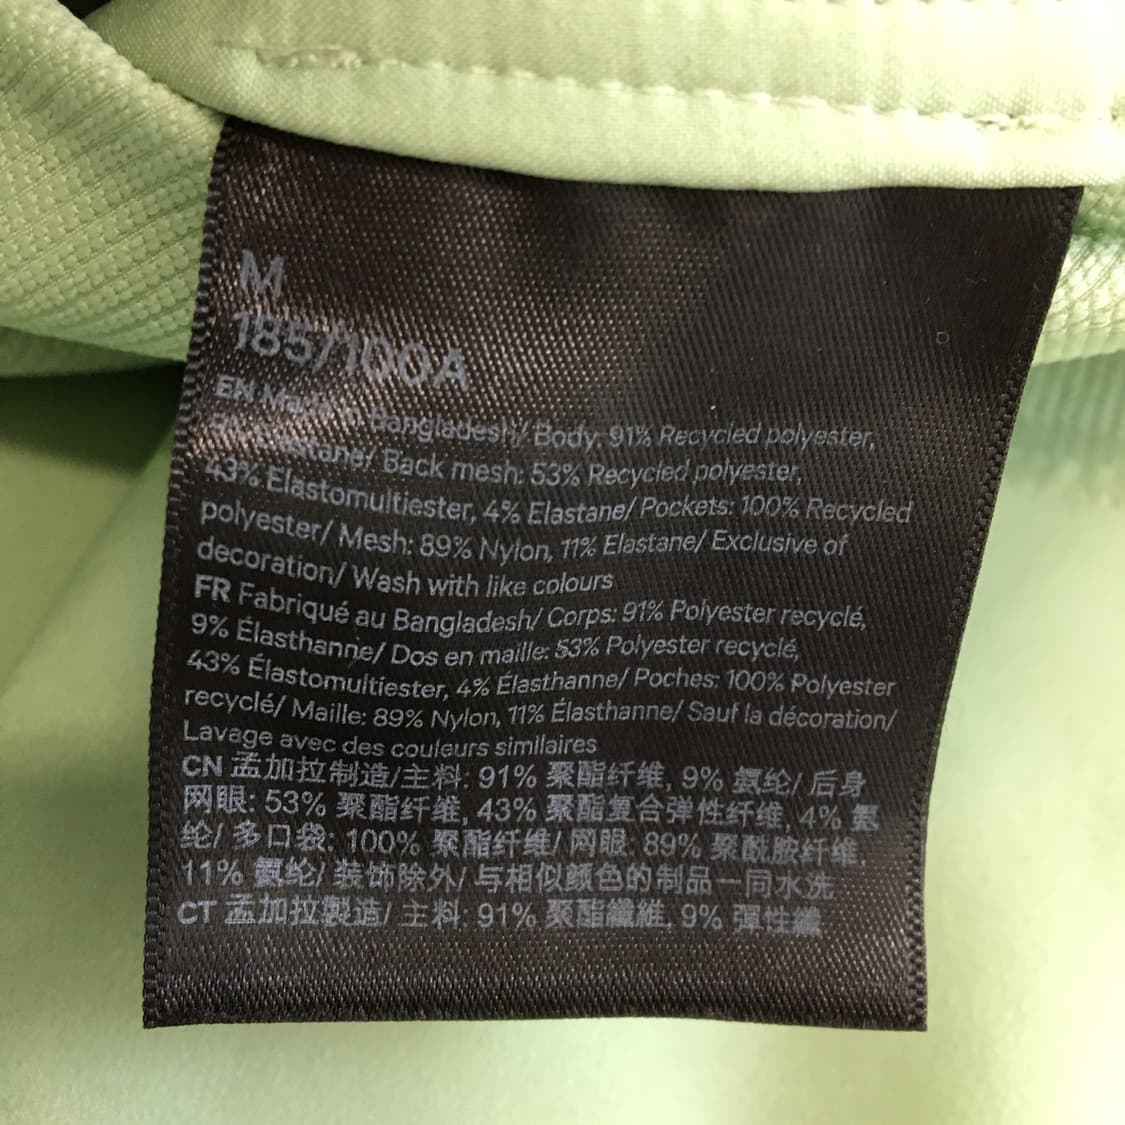 M
185/100A
EN Made in Bangladesh/ Body: 91% Recycled polyester,
9% Elastane/ Back mesh: 53% Recycled polyester,
43% Elastomultiester, 4% Elastane/ Pockets: 100% Recycled
polyester/ Mesh: 89% Nylon, 11% Elastane/ Exclusive of
decoration/ Wash with like colours
FR Fabriqué au Bangladesh/ Corps: 91% Polyester recyclé,
9% Élasthanne/ Dos en maille: 53% Polyester recyclé,
43% Élastomultiester, 4% Élasthanne/ Poches: 100% Polyester
recyclé/ Maille: 89% Nylon, 11% Élasthanne/ Sauf la décoration/
Lavage avec des couleurs similaires
CN 孟加拉制造/主料: 91% 聚酯纤维, 9% 氨纶/ 后身
网眼: 53% 聚酯纤维, 43% 聚酯复合弹性纤维, 4% 氨
纶/ 多口袋: 100% 聚酯纤维/ 网眼: 89% 聚酰胺纤维,
11% 氨纶/ 装饰除外/ 与相似颜色的制品一同水洗
CT 孟加拉製造/ 主料: 91% 聚酯纖維, 9% 彈性纖